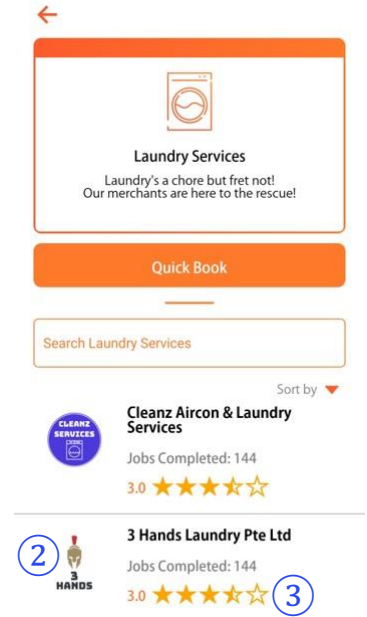 Laundry Services
Laundry's a chore but fret not!
Our merchants are here to the rescue!
Quick Book
Search Laundry Services
Sort by
CLEANZ
SERVICES
Cleanz Aircon & Laundry
Services
Jobs Completed: 144
3.0
2
3
HANDS
3 Hands Laundry Pte Ltd
Jobs Completed: 144
3.0
3